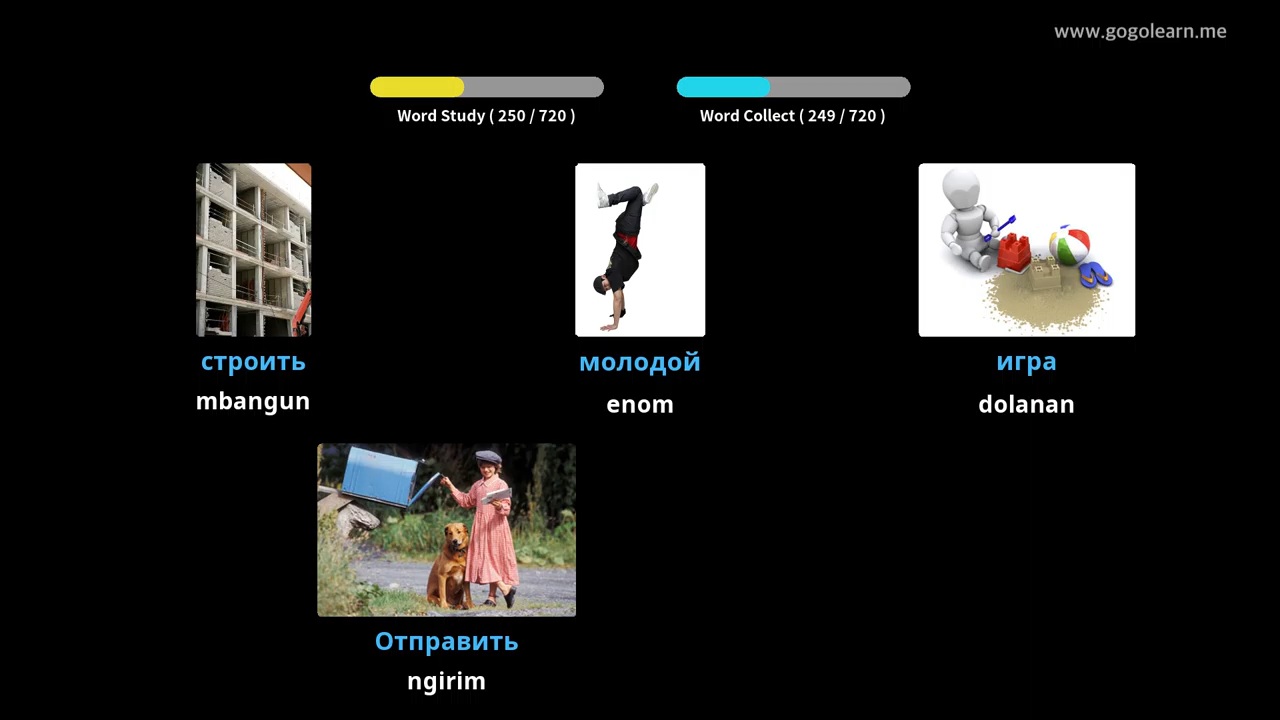 www.gogolearn.me
Word Study ( 250 / 720 )
Word Collect ( 249 / 720 )
строить
mbangun
молодой
enom
игра
dolanan
Отправить
ngirim